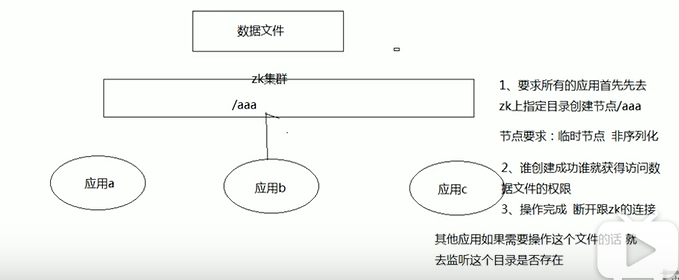 数据文件
zk集群
/aaa
应用a
应用b
应用c
1、要求所有的应用首先先去
zk上指定目录创建节点/aaa
节点要求：临时节点 非序列化
2、谁创建成功谁就获得访问数
据文件的权限
3、操作完成 断开跟zk的连接
其他应用如果需要操作这个文件的话 就
去监听这个目录是否存在